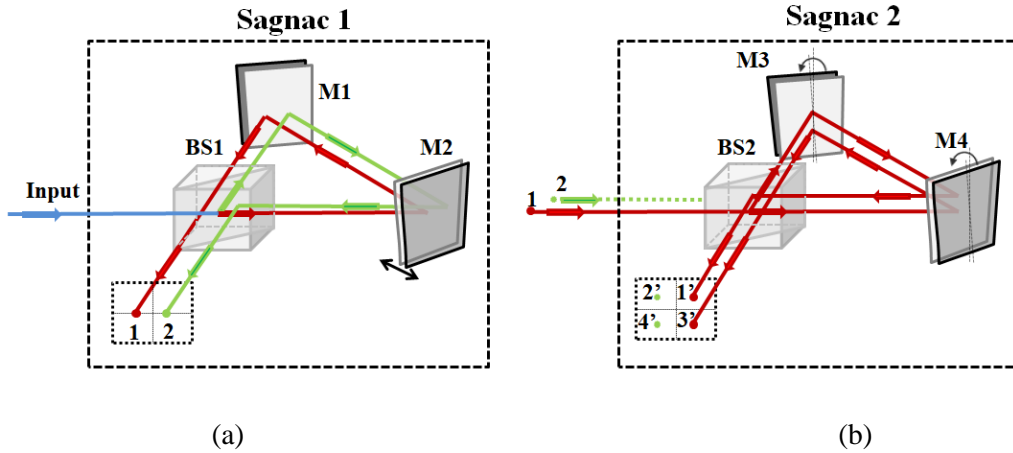 Sagnac 1
M1
BS1
M2
Input
1 2
(a)
Sagnac 2
M3
BS2
M4
1 2
2' 1'
4' 3'
(b)